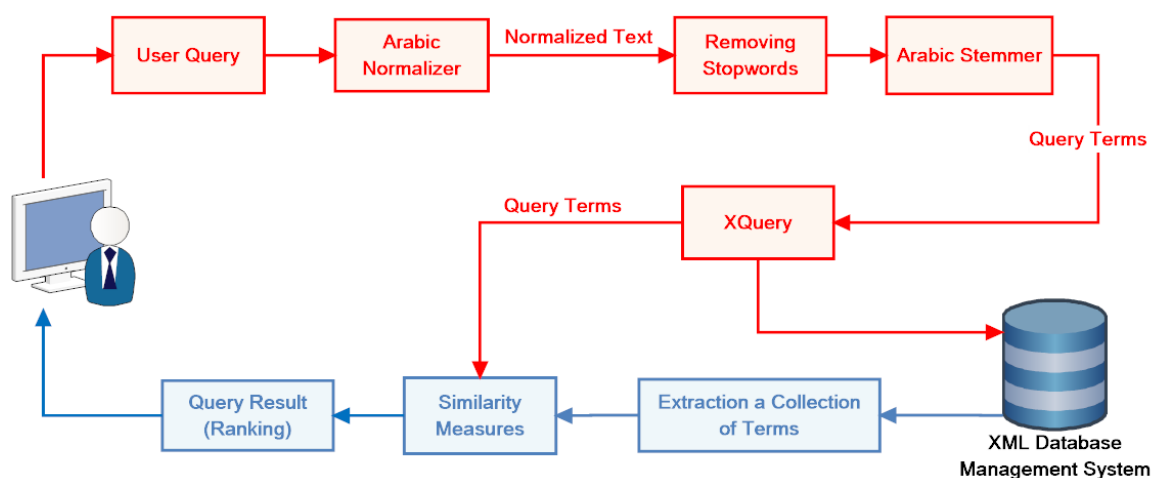 User Query
Arabic
Normalizer
Normalized Text
Removing
Stopwords
Arabic Stemmer
Query Terms
Query Terms
XQuery
Query Result
(Ranking)
Similarity
Measures
Extraction a Collection
of Terms
XML Database
Management System